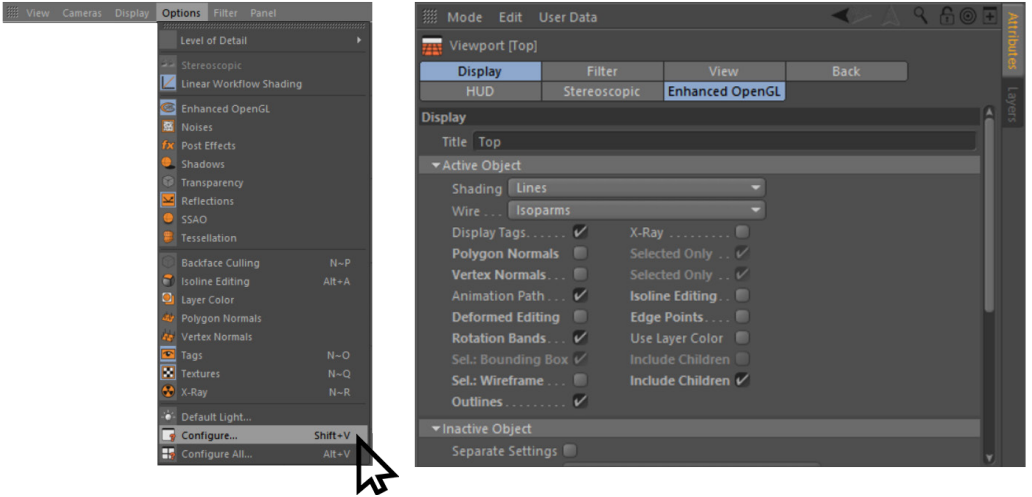 View Cameras Display Options Filter Panel
Level of Detail
Stereoscopic
Linear Workflow Shading
Enhanced OpenGL
Noises
fx Post Effects
Shadows
Transparency
Reflections
SSAO
Tessellation
Backface Culling N~P
Isoline Editing Alt+A
Layer Color
Polygon Normals
Vertex Normals
Tags N~O
Textures N~Q
X-Ray N~R
Default Light...
Configure... Shift+V
Configure All... Alt+V
Mode Edit User Data
Viewport [Top]
Display Filter View Back
HUD Stereoscopic Enhanced OpenGL
Display
Title Top
Active Object
Shading Lines
Wire . . . Isoparms
Display Tags. . . . . . X-Ray . . . . . . . . .
Polygon Normals Selected Only . .
Vertex Normals. . . Selected Only . .
Animation Path . . . Isoline Editing. .
Deformed Editing Edge Points. . . .
Rotation Bands. . . Use Layer Color
Sel.: Bounding Box Include Children
Sel.: Wireframe . . . Include Children
Outlines . . . . . . . . .
Inactive Object
Separate Settings
Attributes
Layers